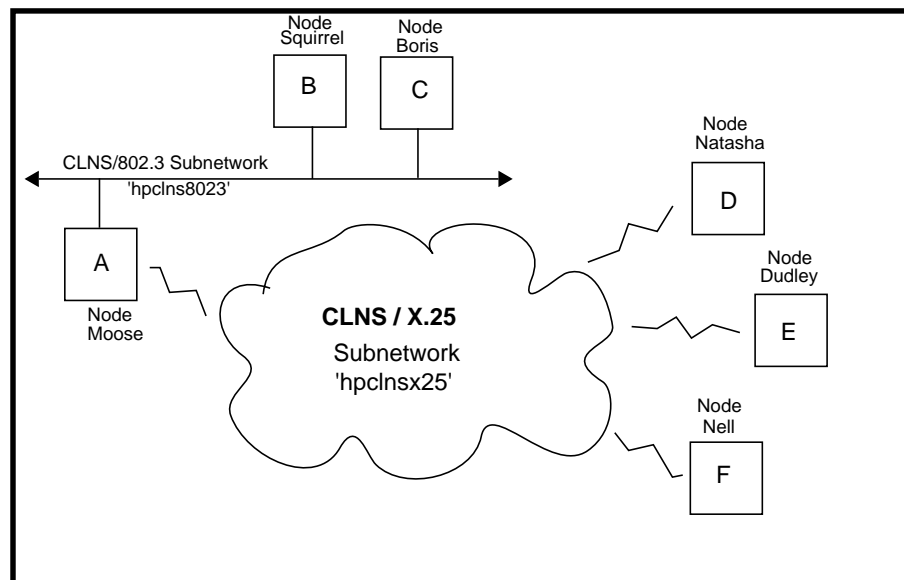 Node
Squirrel
B
Node
Boris
C
CLNS/802.3 Subnetwork
'hpclns8023'
A
Node
Moose
CLNS / X.25
Subnetwork
'hpclnsx25'
Node
Natasha
D
Node
Dudley
E
Node
Nell
F